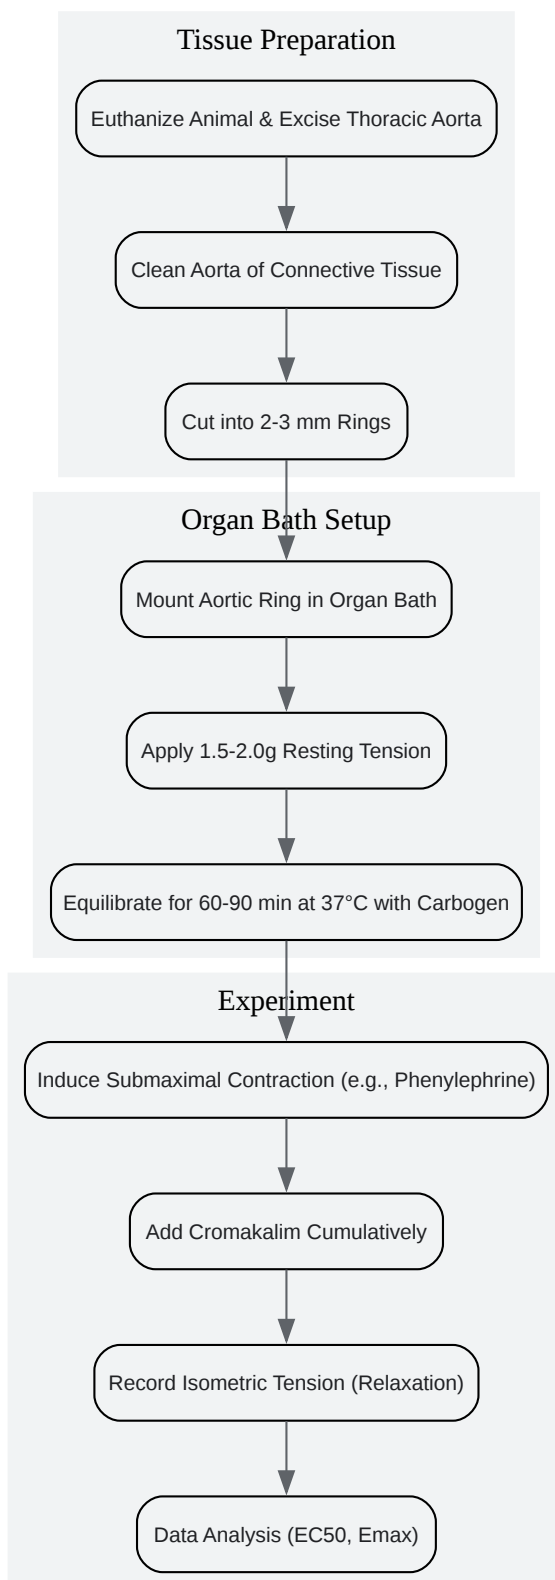 Tissue Preparation
Euthanize Animal & Excise Thoracic Aorta
Clean Aorta of Connective Tissue
Cut into 2-3 mm Rings
Organ Bath Setup
Mount Aortic Ring in Organ Bath
Apply 1.5-2.0g Resting Tension
Equilibrate for 60-90 min at 37°C with Carbogen
Experiment
Induce Submaximal Contraction (e.g., Phenylephrine)
Add Cromakalim Cumulatively
Record Isometric Tension (Relaxation)
Data Analysis (EC50, Emax)